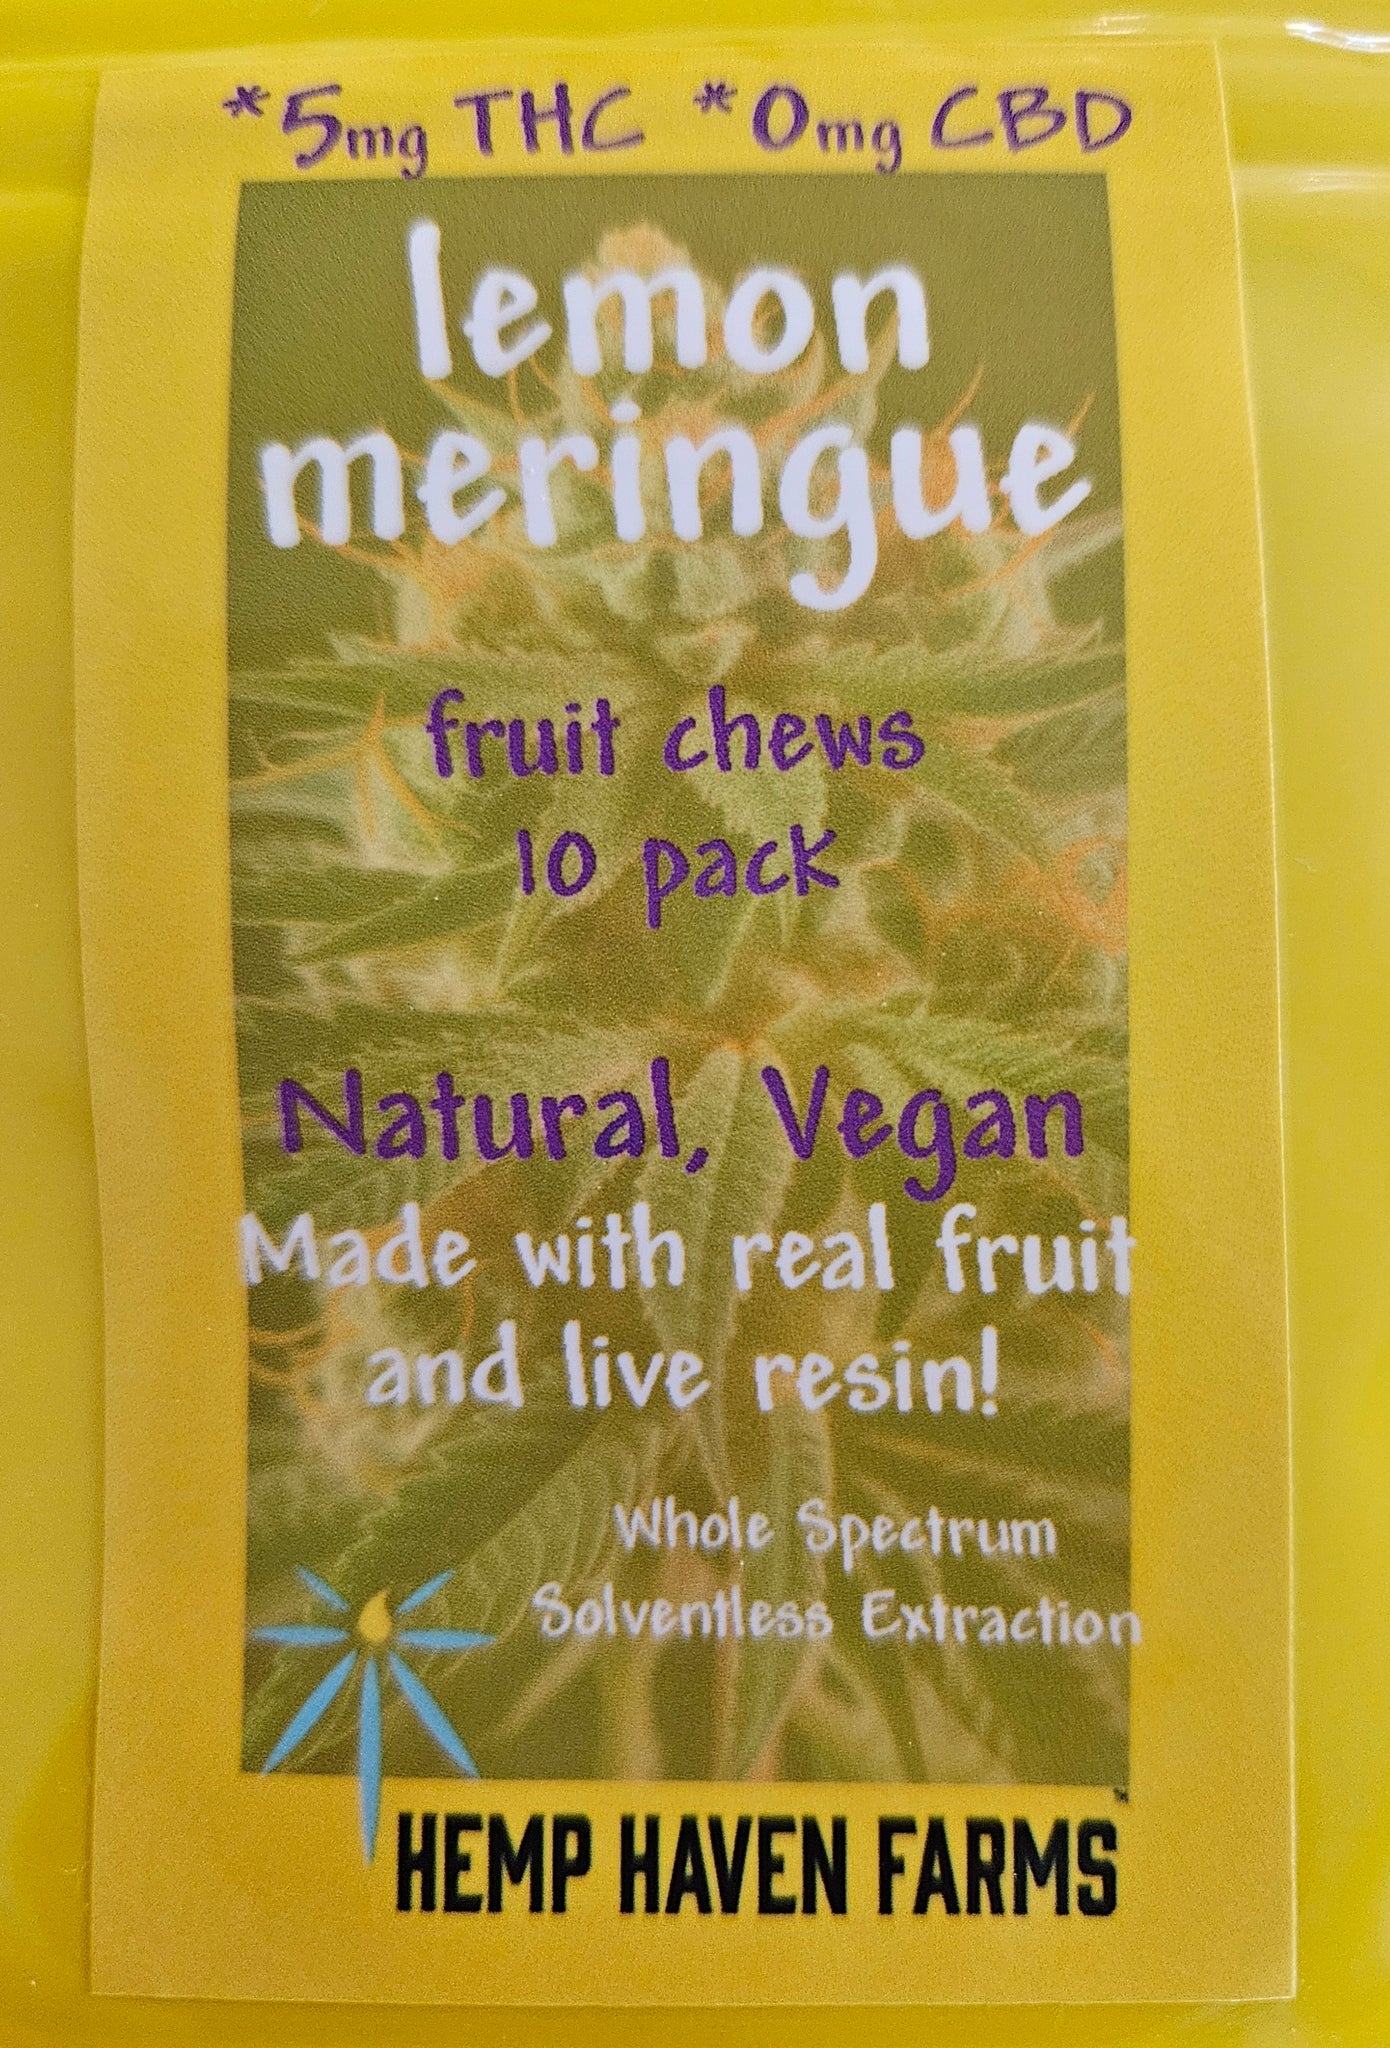 *5mg THC *0mg CBD
lemon
meringue
fruit chews
10 pack
Natural, Vegan
Made with real fruit
and live resin!
Whole Spectrum
Solventless Extraction
HEMP HAVEN FARMS